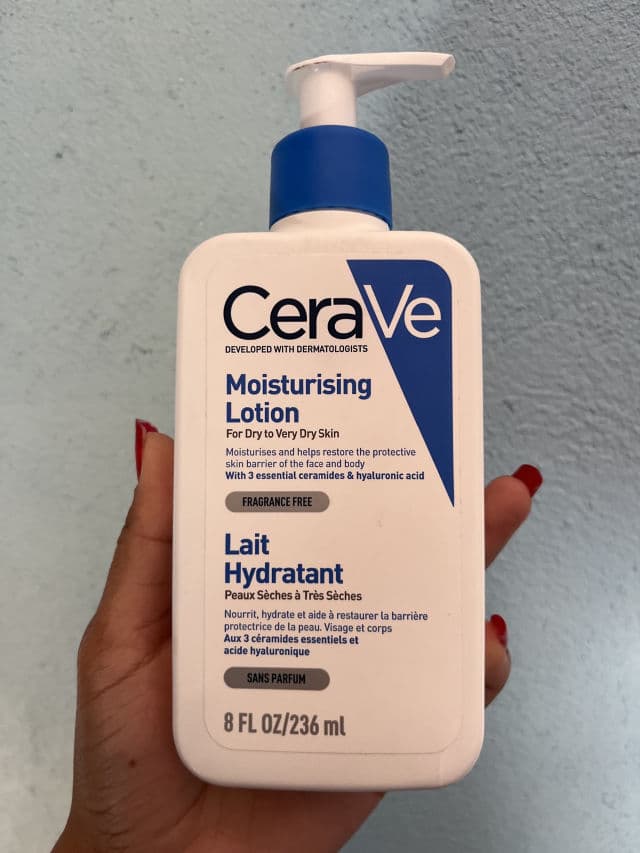 CeraVe
DEVELOPED WITH DERMATOLOGISTS
Moisturising
Lotion
For Dry to Very Dry Skin
Moisturises and helps restore the protective
skin barrier of the face and body
With 3 essential ceramides & hyaluronic acid
FRAGRANCE FREE
Lait
Hydratant
Peaux Sèches à Très Sèches
Nourrit, hydrate et aide à restaurer la barrière
protectrice de la peau. Visage et corps
Aux 3 céramides essentiels et
acide hyaluronique
SANS PARFUM
8 FL OZ/236 ml